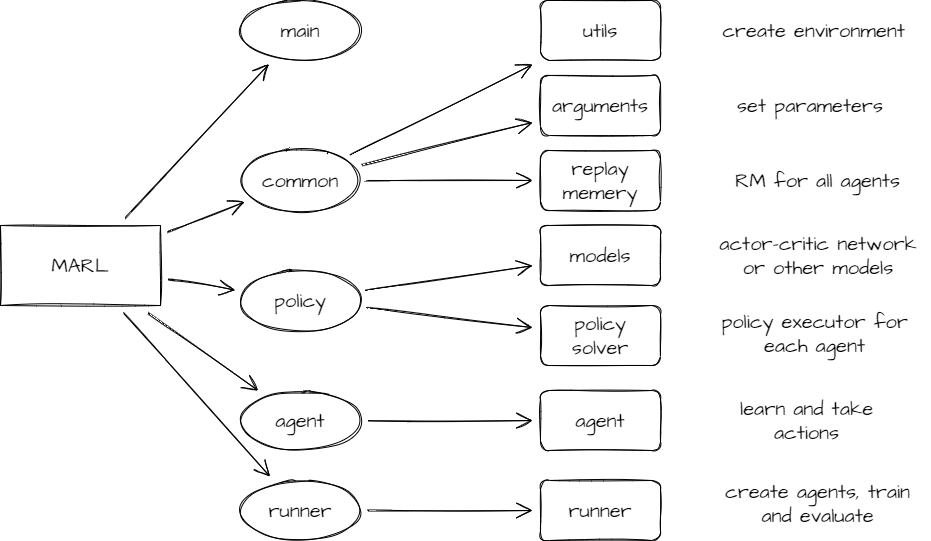 main
utils
create environment
arguments
set parameters
common
replay
memery
RM for all agents
MARL
models
actor-critic network
or other models
policy
policy
solver
policy executor for
each agent
agent
agent
learn and take
actions
runner
runner
create agents, train
and evaluate